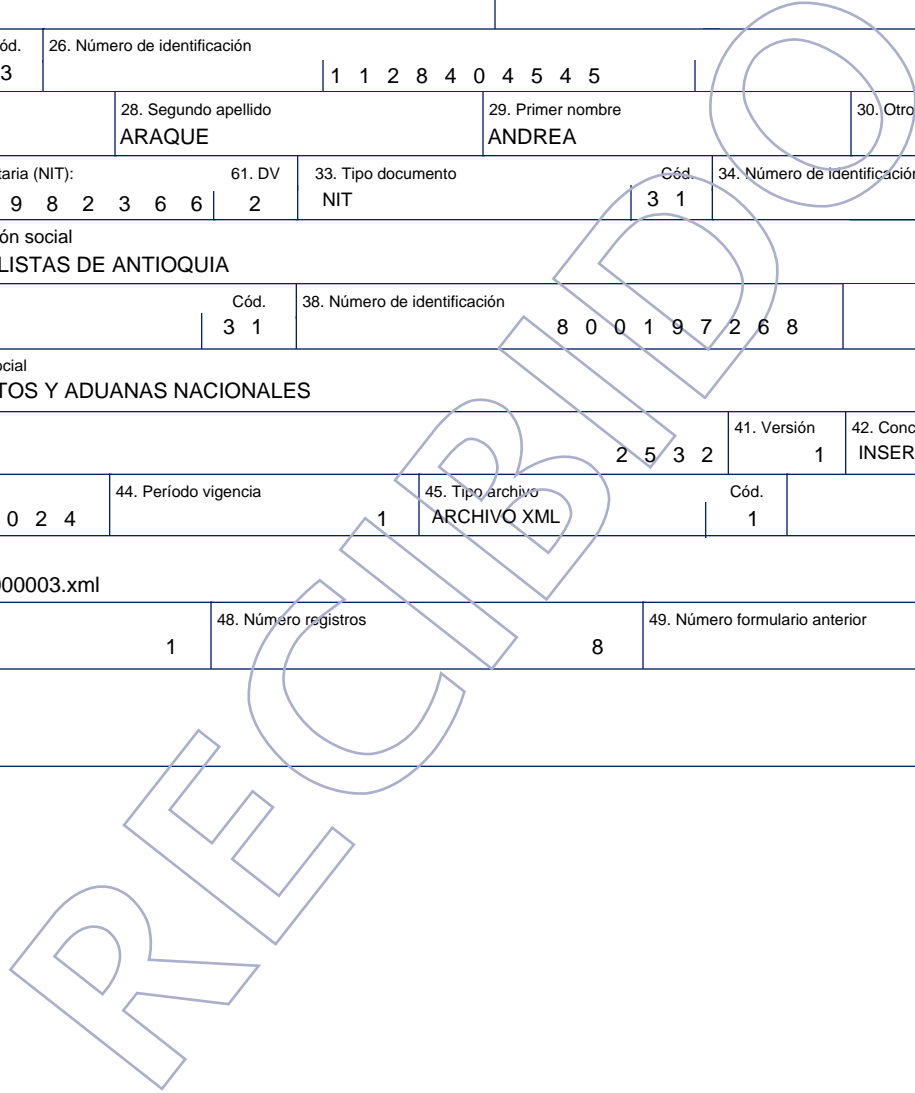 ód. 26. Número de identificación
3 1 1 2 8 4 0 4 5 4 5
28. Segundo apellido 29. Primer nombre 30. Otro
ARAQUE ANDREA
taria (NIT): 61. DV 33. Tipo documento Cód. 34. Número de identificación
9 8 2 3 6 6 2 NIT 3 1
ón social
LISTAS DE ANTIOQUIA
Cód. 38. Número de identificación
3 1 8 0 0 1 9 7 2 6 8
ocial
TOS Y ADUANAS NACIONALES
41. Versión 42. Conc
2 5 3 2 1 INSER
44. Período vigencia 45. Tipo archivo Cód.
0 2 4 1 ARCHIVO XML 1
000003.xml
48. Número registros 49. Número formulario anterior
1 8
RECIBIDO